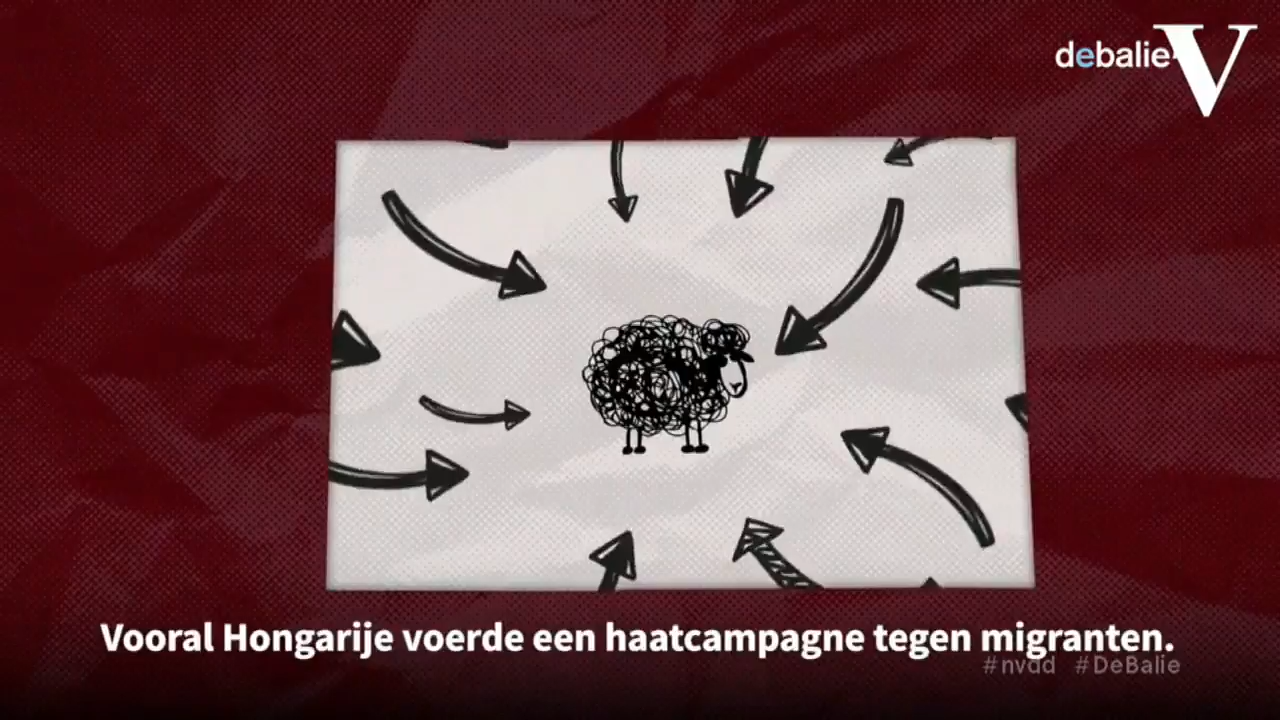 debalie V
Vooral Hongarije voerde een haatcampagne tegen migranten.
#nvdd #DeBalie